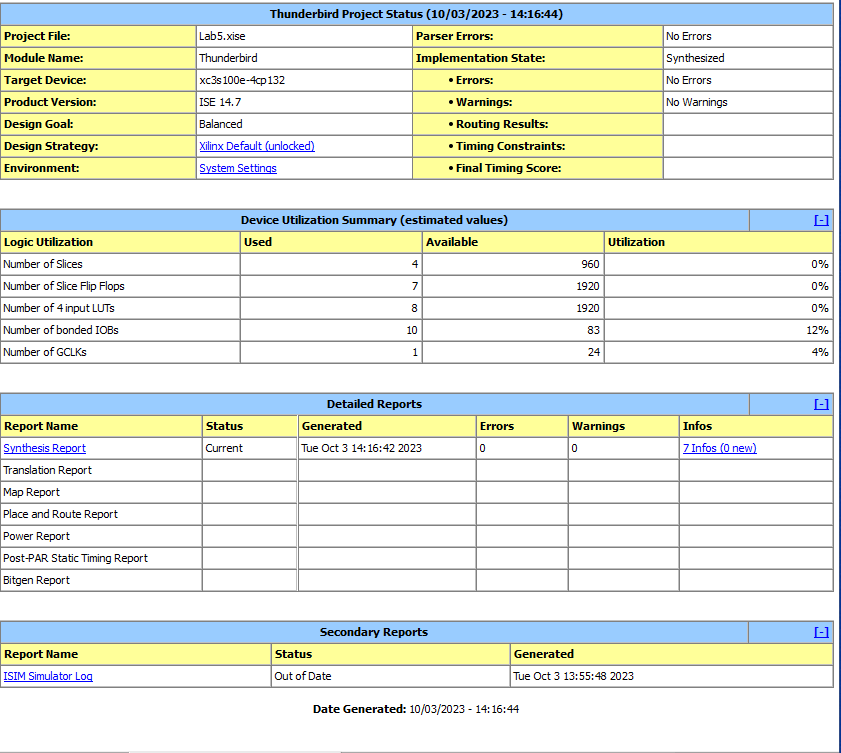 Thunderbird Project Status (10/03/2023 - 14:16:44)
Project File: Lab5.xise Parser Errors: No Errors
Module Name: Thunderbird Implementation State: Synthesized
Target Device: xc3s100e-4cp132 • Errors: No Errors
Product Version: ISE 14.7 • Warnings: No Warnings
Design Goal: Balanced • Routing Results:
Design Strategy: Xilinx Default (unlocked) • Timing Constraints:
Environment: System Settings • Final Timing Score:
Device Utilization Summary (estimated values) [-]
Logic Utilization Used Available Utilization
Number of Slices 4 960 0%
Number of Slice Flip Flops 7 1920 0%
Number of 4 input LUTs 8 1920 0%
Number of bonded IOBs 10 83 12%
Number of GCLKs 1 24 4%
Detailed Reports [-]
Report Name Status Generated Errors Warnings Infos
Synthesis Report Current Tue Oct 3 14:16:42 2023 0 0 7 Infos (0 new)
Translation Report
Map Report
Place and Route Report
Power Report
Post-PAR Static Timing Report
Bitgen Report
Secondary Reports [-]
Report Name Status Generated
ISIM Simulator Log Out of Date Tue Oct 3 13:55:48 2023
Date Generated: 10/03/2023 - 14:16:44